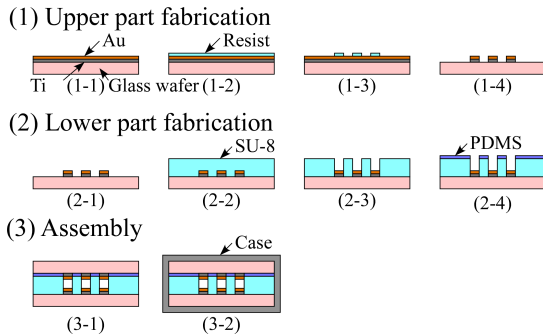 (1) Upper part fabrication
Au
Resist
Ti
(1-1)
Glass wafer
(1-2)
(1-3)
(1-4)
(2) Lower part fabrication
SU-8
PDMS
(2-1)
(2-2)
(2-3)
(2-4)
(3) Assembly
Case
(3-1)
(3-2)